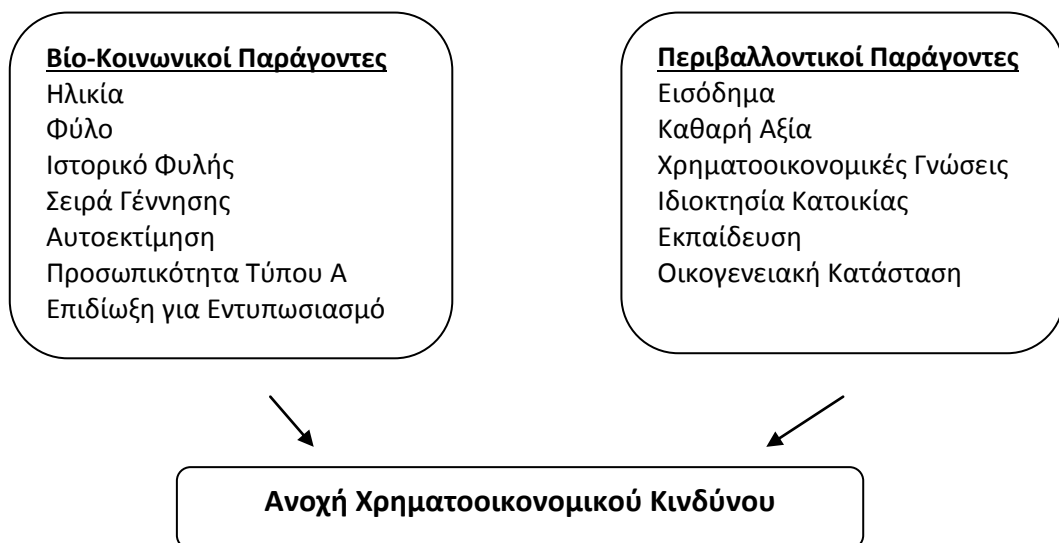 Βίο-Κοινωνικοί Παράγοντες
Ηλικία
Φύλο
Ιστορικό Φυλής
Σειρά Γέννησης
Αυτοεκτίμηση
Προσωπικότητα Τύπου Α
Επιδίωξη για Εντυπωσιασμό
Περιβαλλοντικοί Παράγοντες
Εισόδημα
Καθαρή Αξία
Χρηματοοικονομικές Γνώσεις
Ιδιοκτησία Κατοικίας
Εκπαίδευση
Οικογενειακή Κατάσταση
Ανοχή Χρηματοοικονομικού Κινδύνου